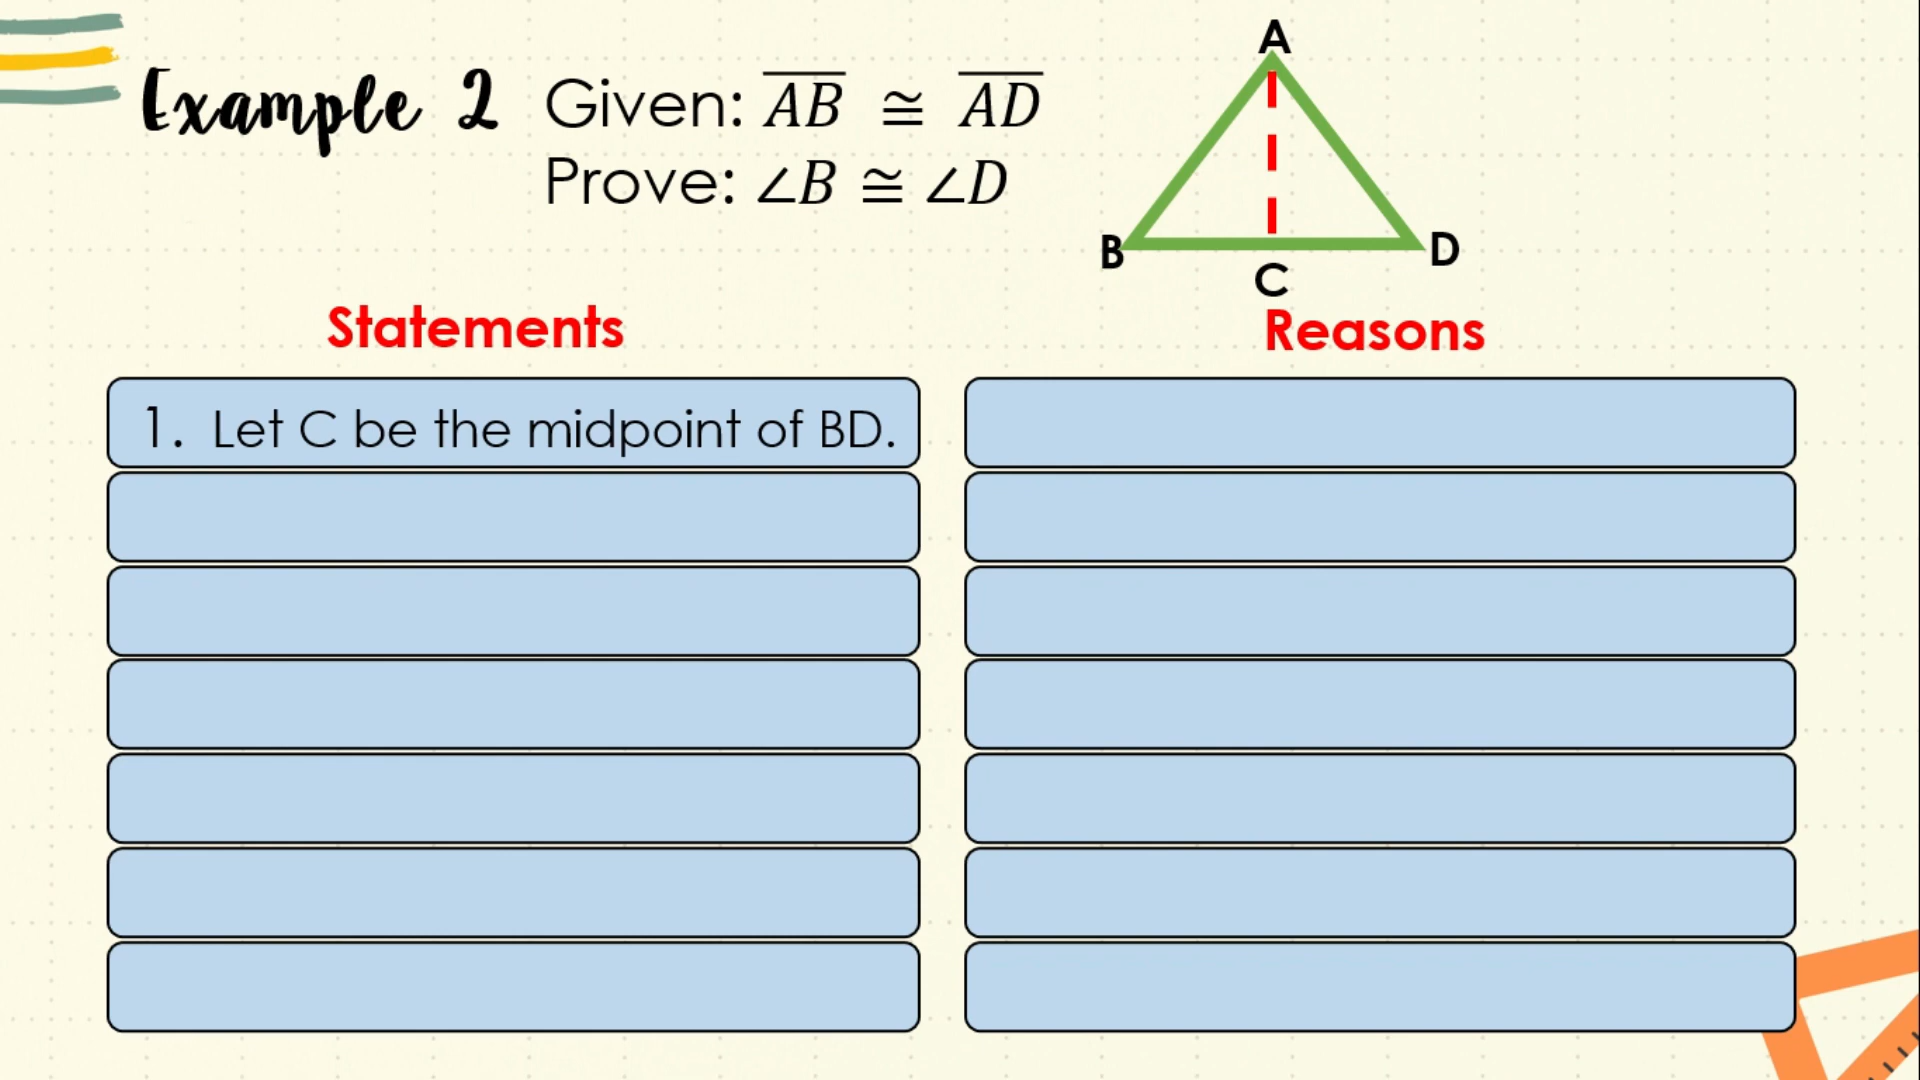 Example 2
Given: AB ≅ AD
Prove: ∠B ≅ ∠D
A
B
D
C
Statements
Reasons
1. Let C be the midpoint of BD.